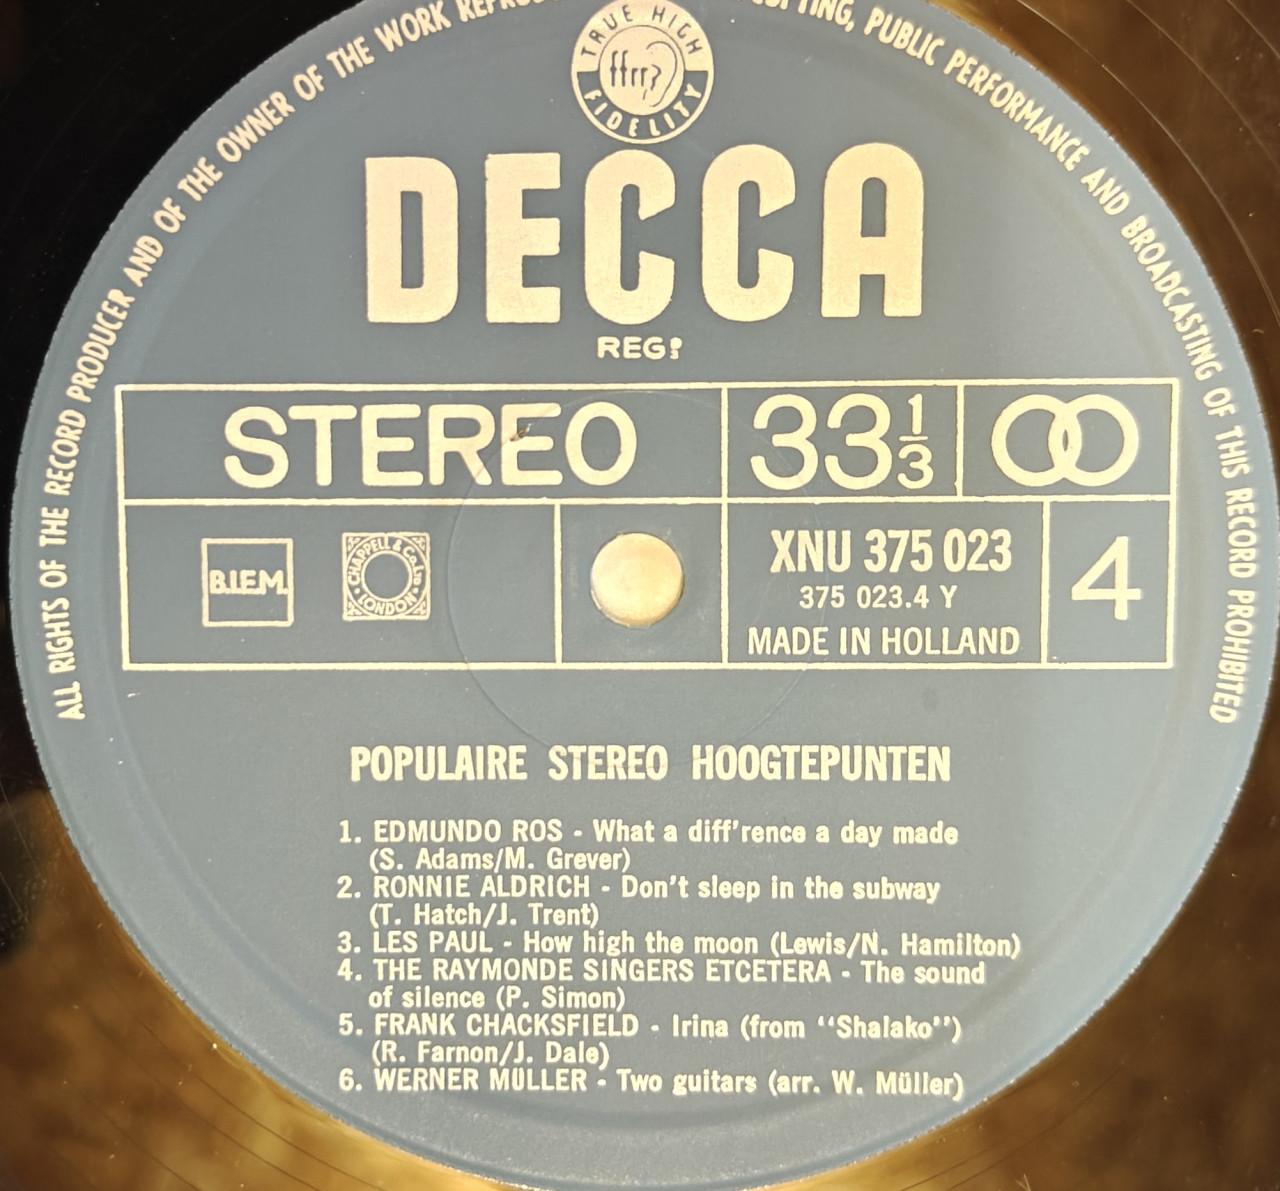 ALL RIGHTS OF THE RECORD PRODUCER AND OF THE OWNER OF THE WORK
PUBLIC PERFORMANCE AND BROADCASTING OF THIS RECORD PROHIBITED
TRUE HIGH
ffrr
FIDELITY
DECCA
REGD
STEREO
33 1/3
B.I.E.M.
CHAPPELL & Co. LTD
LONDON
XNU 375 023
375 023.4 Y
MADE IN HOLLAND
4
POPULAIRE STEREO HOOGTEPUNTEN
1. EDMUNDO ROS - What a diff'rence a day made
(S. Adams/M. Grever)
2. RONNIE ALDRICH - Don't sleep in the subway
(T. Hatch/J. Trent)
3. LES PAUL - How high the moon (Lewis/N. Hamilton)
4. THE RAYMONDE SINGERS ETCETERA - The sound
of silence (P. Simon)
5. FRANK CHACKSFIELD - Irina (from "Shalako")
(R. Farnon/J. Dale)
6. WERNER MÜLLER - Two guitars (arr. W. Müller)